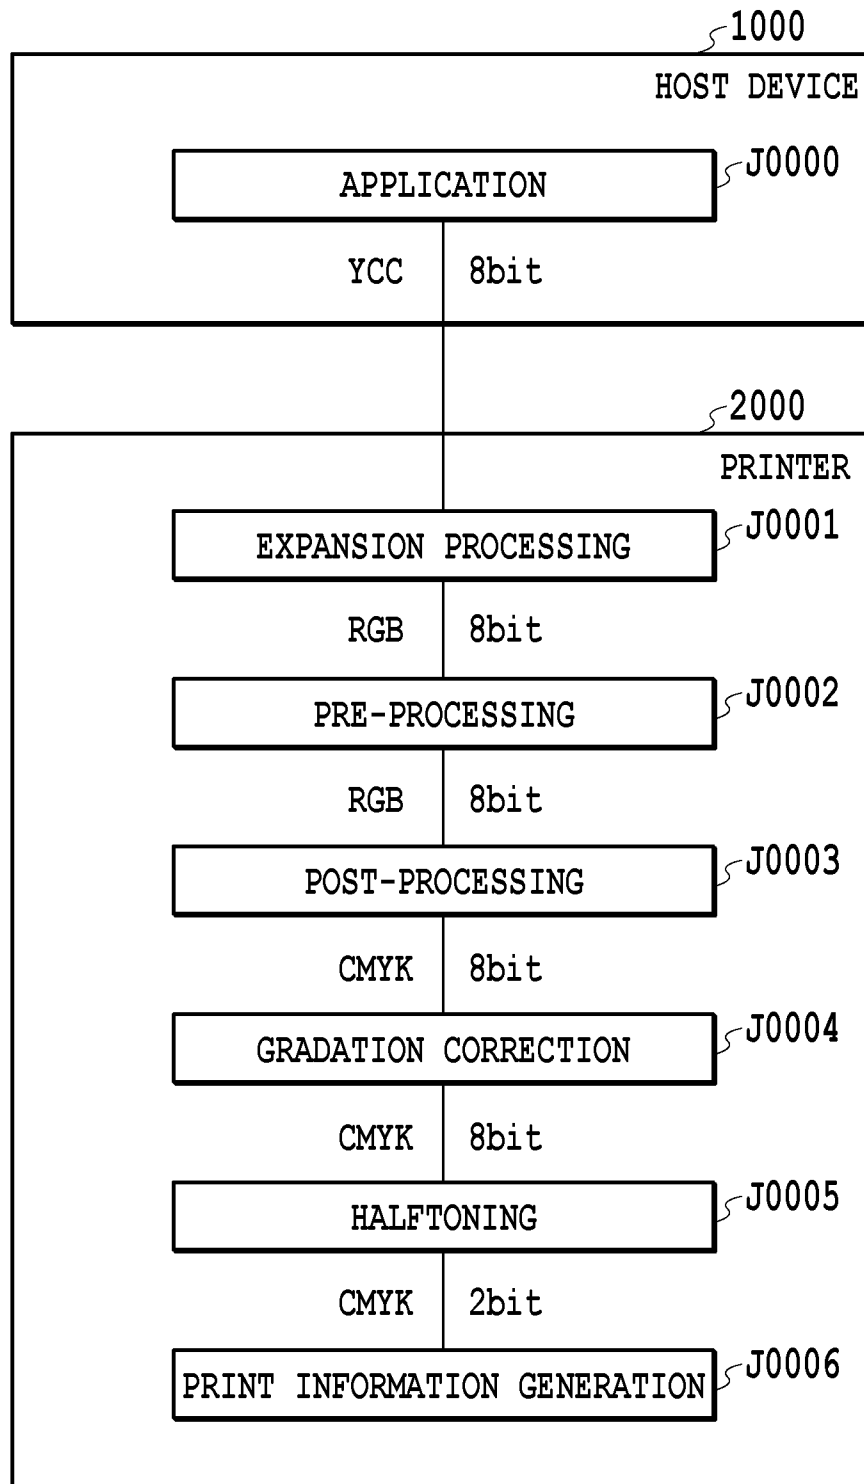 1000
HOST DEVICE
J0000
APPLICATION
YCC 8bit
2000
PRINTER
J0001
EXPANSION PROCESSING
RGB 8bit
J0002
PRE-PROCESSING
RGB 8bit
J0003
POST-PROCESSING
CMYK 8bit
J0004
GRADATION CORRECTION
CMYK 8bit
J0005
HALFTONING
CMYK 2bit
J0006
PRINT INFORMATION GENERATION